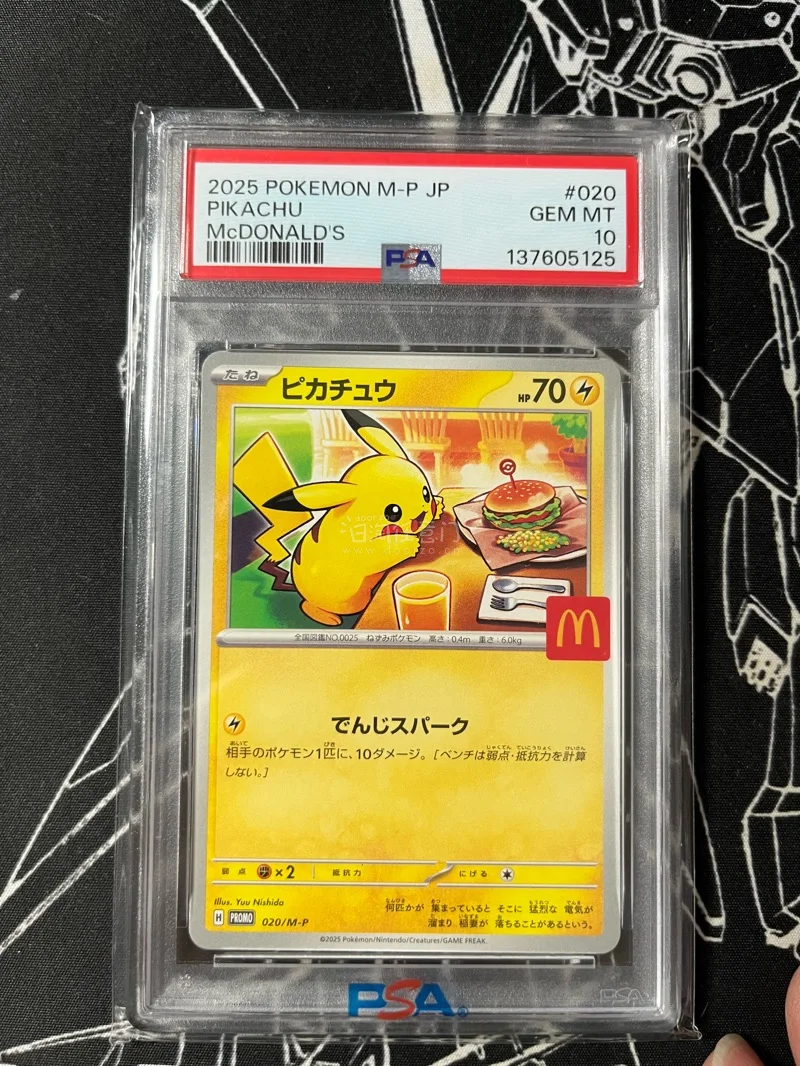 2025 POKEMON M-P JP #020
PIKACHU GEM MT
McDONALD'S 10
PSA 137605125
たね ピカチュウ HP70
全国図鑑NO.0025 ねずみポケモン 高さ:0.4m 重さ:6.0kg
でんじスパーク
相手のポケモン1匹に、10ダメージ。[ベンチは弱点・抵抗力を計算
しない。]
弱点 ×2 抵抗力 にげる
Illus. Yuu Nishida
何匹かが 集まっていると そこに 猛烈な 電気が
溜まり 稲妻が 落ちることがあるという。
H PROMO 020/M-P
©2025 Pokémon/Nintendo/Creatures/GAME FREAK.
PSA
PSA